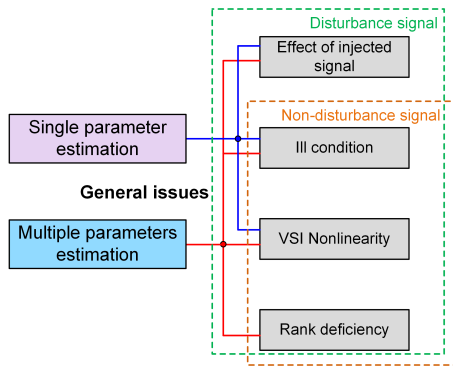 Disturbance signal
Effect of injected
signal
Non-disturbance signal
Single parameter
estimation
Ill condition
General issues
Multiple parameters
estimation
VSI Nonlinearity
Rank deficiency